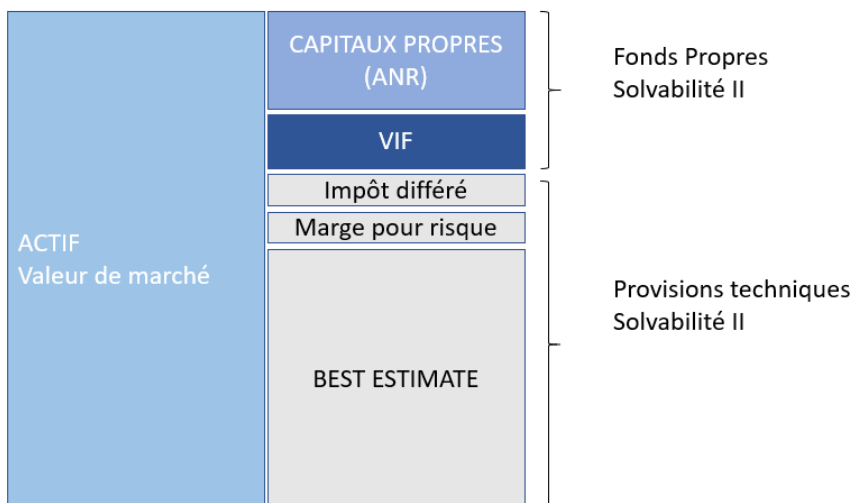 CAPITAUX PROPRES
(ANR)
Fonds Propres
Solvabilité II
VIF
Impôt différé
Marge pour risque
ACTIF
Valeur de marché
Provisions techniques
Solvabilité II
BEST ESTIMATE